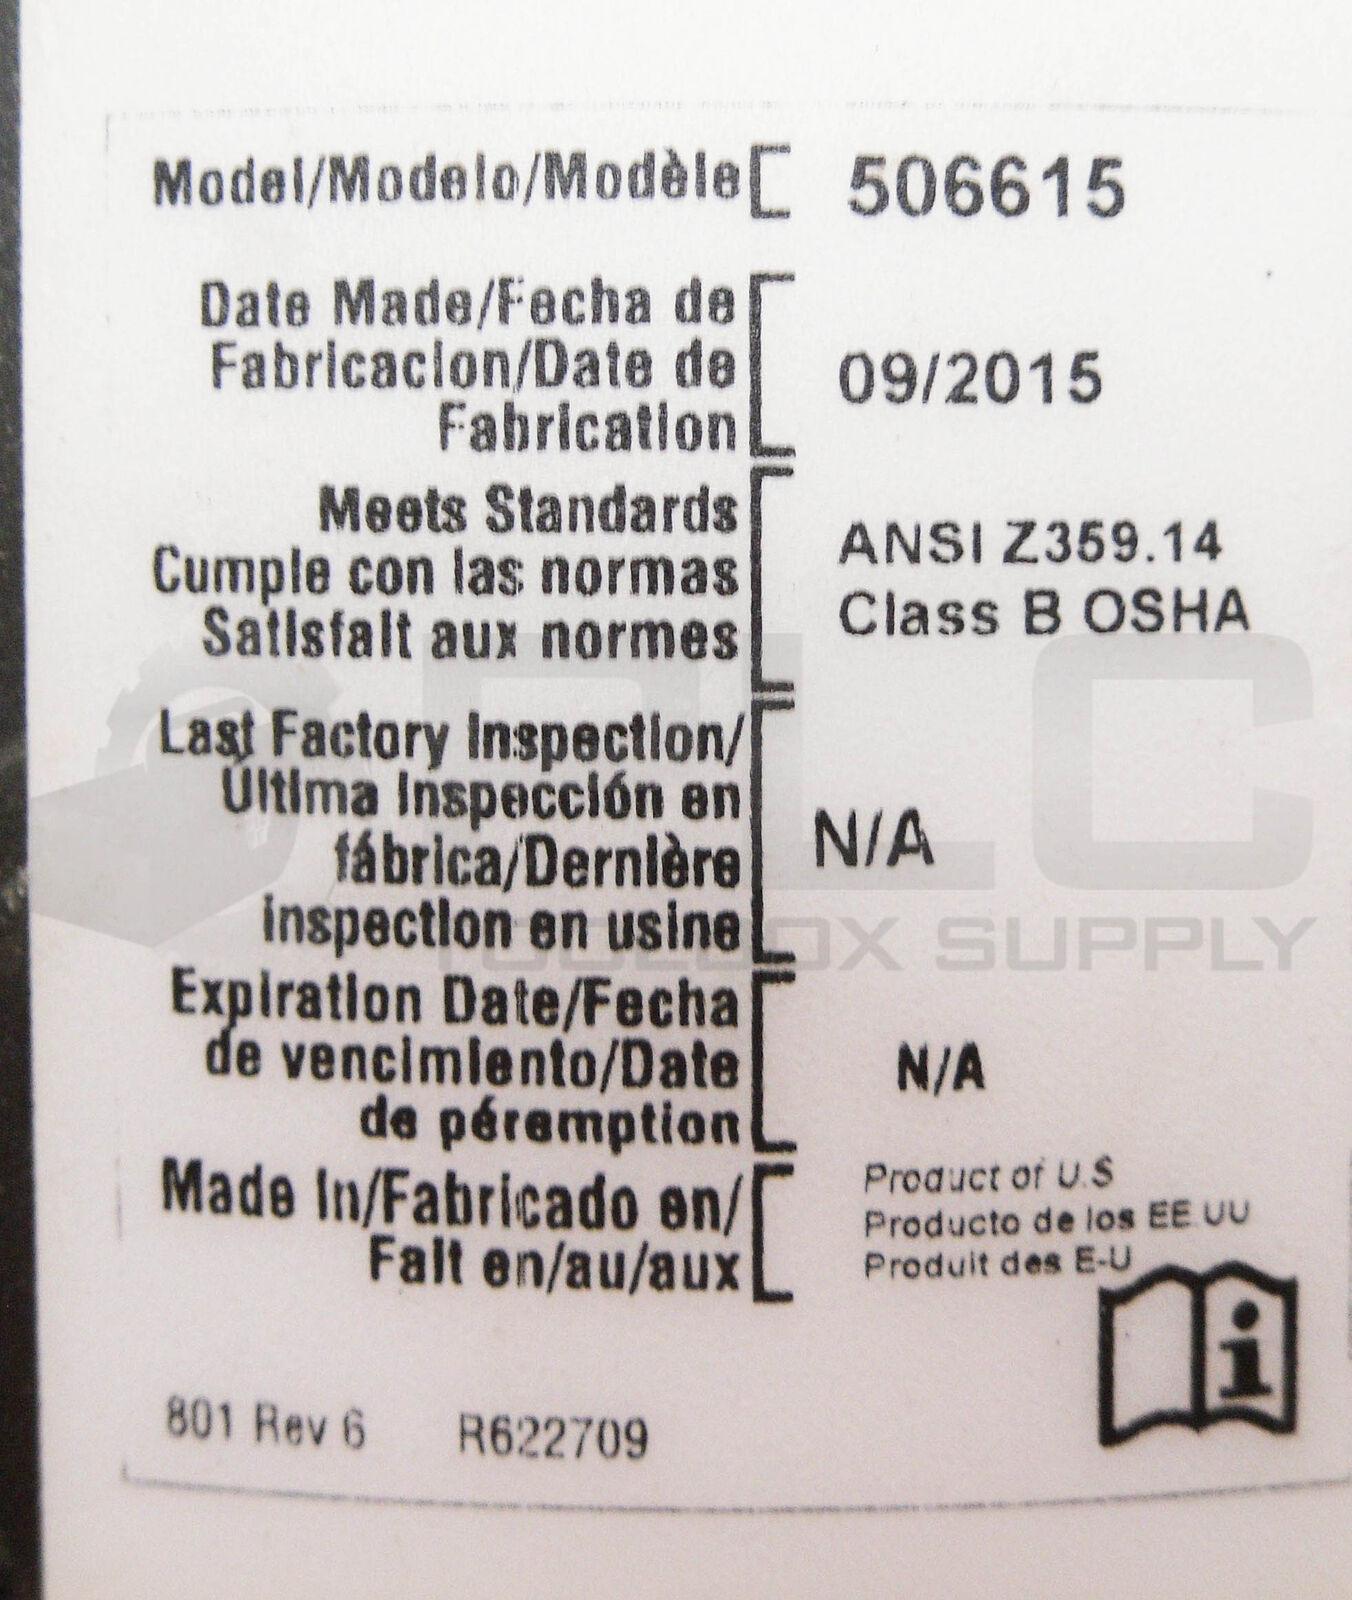 Model/Modelo/Modèle 506615
Date Made/Fecha de
Fabricacion/Date de
Fabrication
09/2015
Meets Standards
Cumple con las normas
Satisfait aux normes
ANSI Z359.14
Class B OSHA
Last Factory Inspection/
Última Inspección en
fábrica/Dernière
inspection en usine
N/A
Expiration Date/Fecha
de vencimiento/Date
de péremption
N/A
Made In/Fabricado en/
Fait en/au/aux
Product of U.S
Producto de los EE.UU
Produit des E-U
i
801 Rev 6 R622709
PLC
TOOLBOX SUPPLY